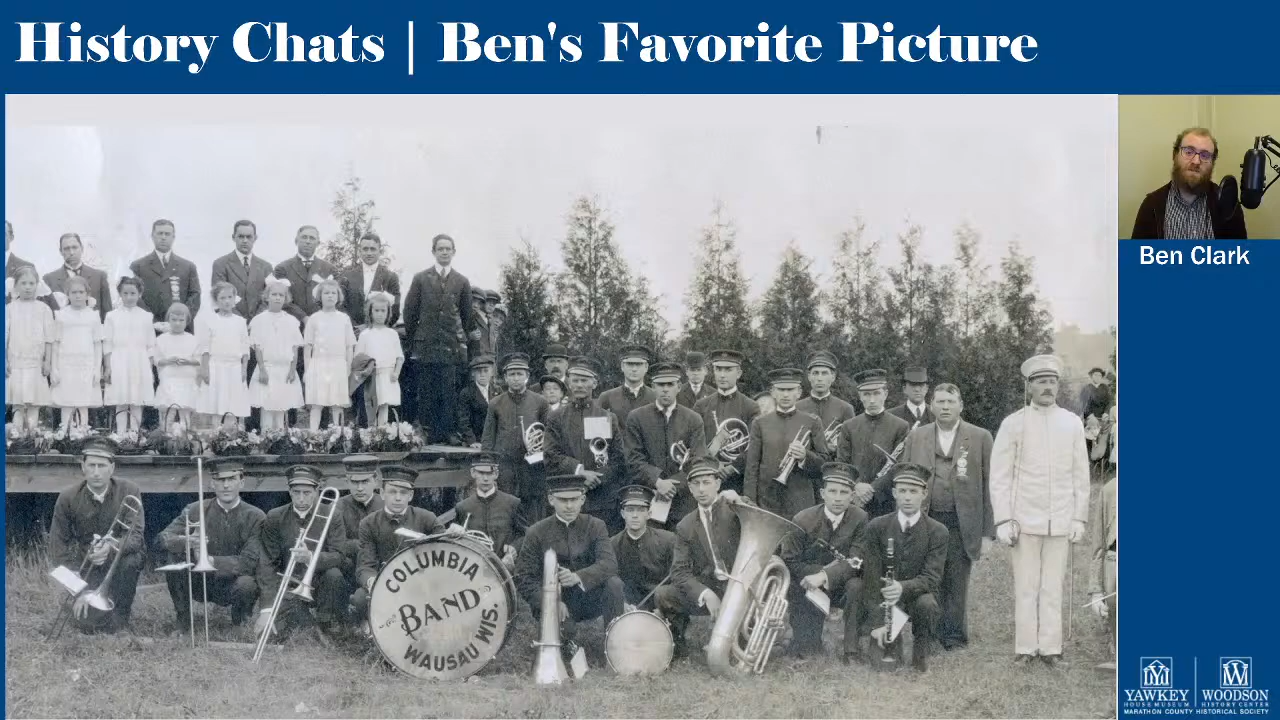 History Chats | Ben's Favorite Picture
Ben Clark
COLUMBIA
BAND
WAUSAU WIS.
YAWKEY
HOUSE MUSEUM
WOODSON
HISTORY CENTER
MARATHON COUNTY HISTORICAL SOCIETY